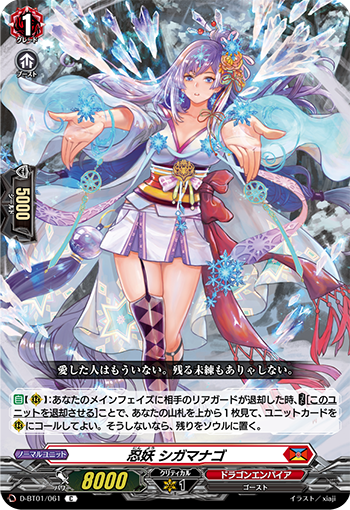 1
グレード
ブースト
5000
シールド
愛した人はもういない。残る未練もありゃしない。
自【R】：あなたのメインフェイズに相手のリアガードが退却した時、【コスト】[このユ
ニットを退却させる]ことで、あなたの山札を上から1枚見て、ユニットカードを
【R】にコールしてよい。そうしないなら、残りをソウルに置く。
ノーマルユニット
忍妖 シガマナゴ
ドラゴンエンパイア
パワー
8000
クリティカル
1
ゴースト
D-BT01/061 C
イラスト/xiaji